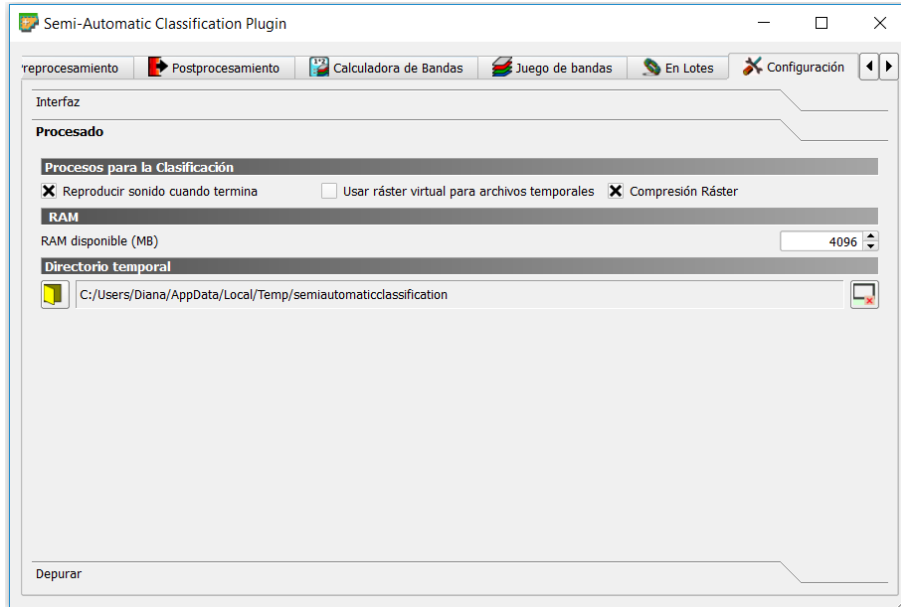 Semi-Automatic Classification Plugin
reprocesamiento Postprocesamiento Calculadora de Bandas Juego de bandas En Lotes Configuración
Interfaz
Procesado
Procesos para la Clasificación
Reproducir sonido cuando termina Usar ráster virtual para archivos temporales Compresión Ráster
RAM
RAM disponible (MB) 4096
Directorio temporal
C:/Users/Diana/AppData/Local/Temp/semiautomaticclassification
Depurar